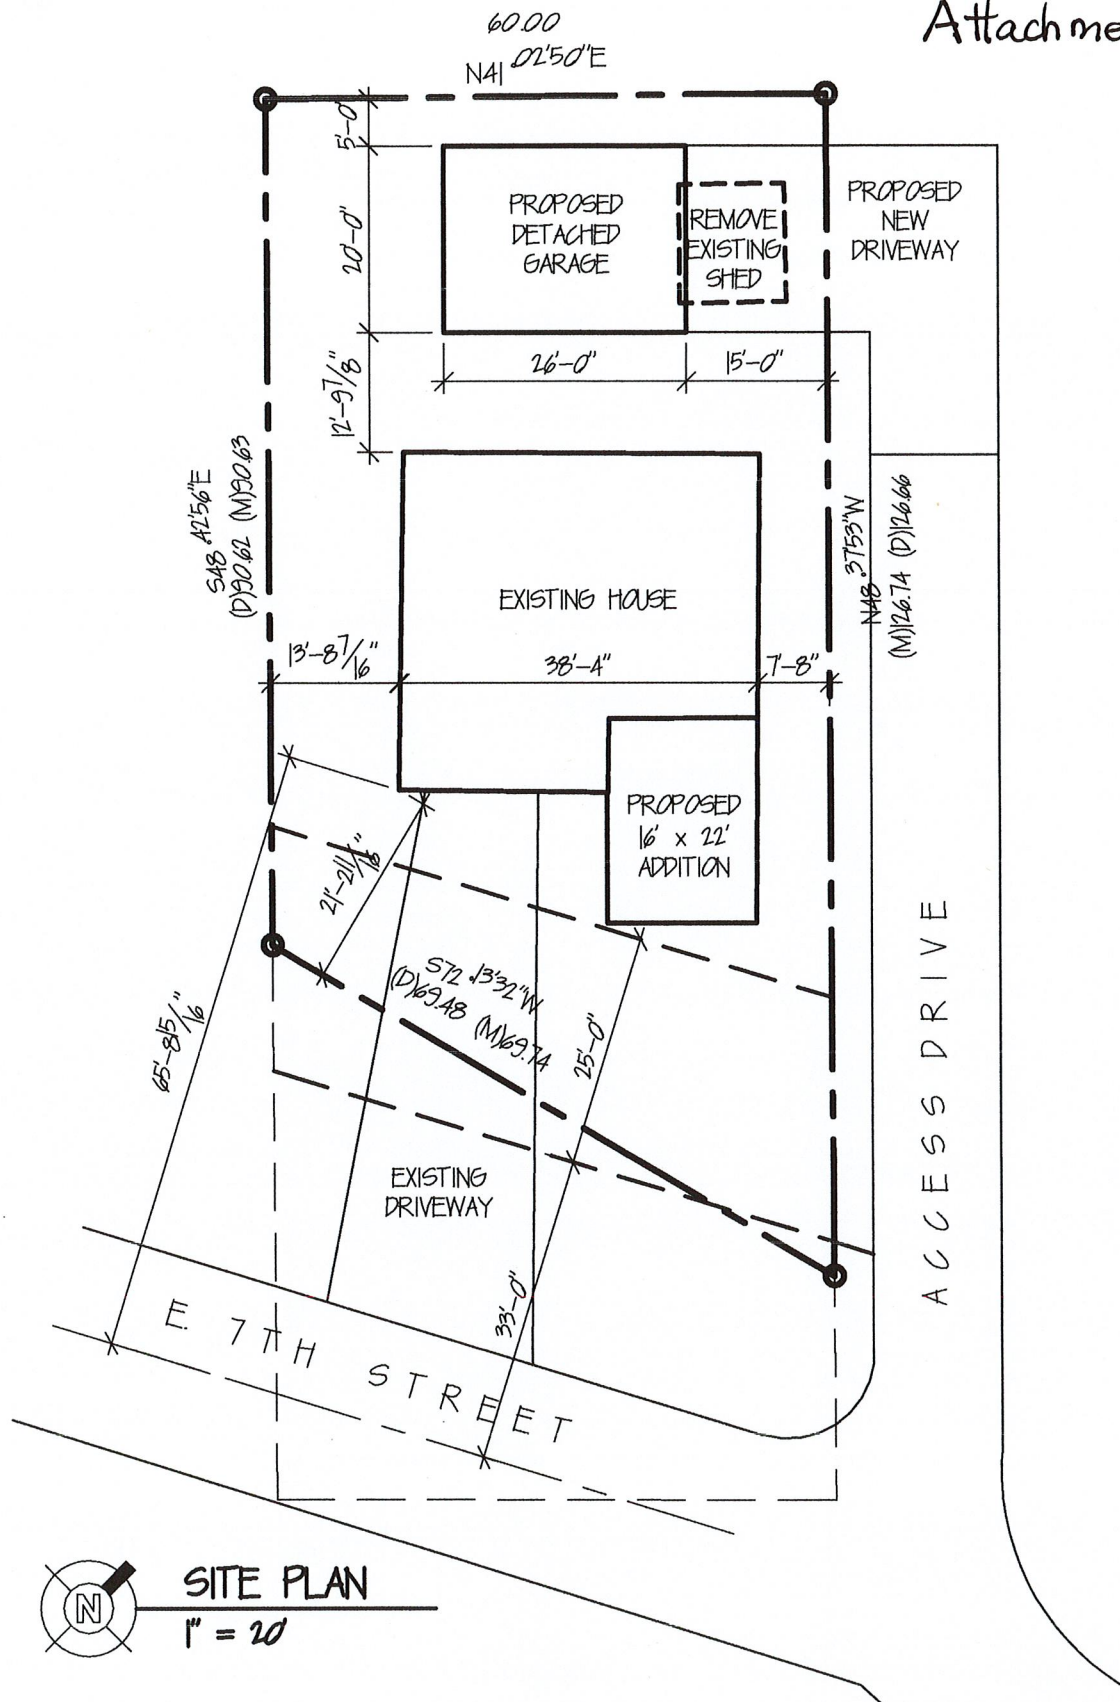 Attachme
60.00
N41 .02'50"E
5'-0"
20'-0"
12'-9 7/8"
PROPOSED
DETACHED
GARAGE
REMOVE
EXISTING
SHED
PROPOSED
NEW
DRIVEWAY
26'-0"
15'-0"
S48 .42'56"E
(D)90.62 (M)90.63
N48 .37'53"W
(M)126.74 (D)126.66
EXISTING HOUSE
13'-8 7/16"
38'-4"
7'-8"
PROPOSED
16' x 22'
ADDITION
21'-2 11/16"
S72 .13'32"W
(D)69.48 (M)69.74
65'-8 15/16"
25'-0"
33'-0"
EXISTING
DRIVEWAY
ACCESS DRIVE
E. 7TH STREET
N
SITE PLAN
1" = 20'